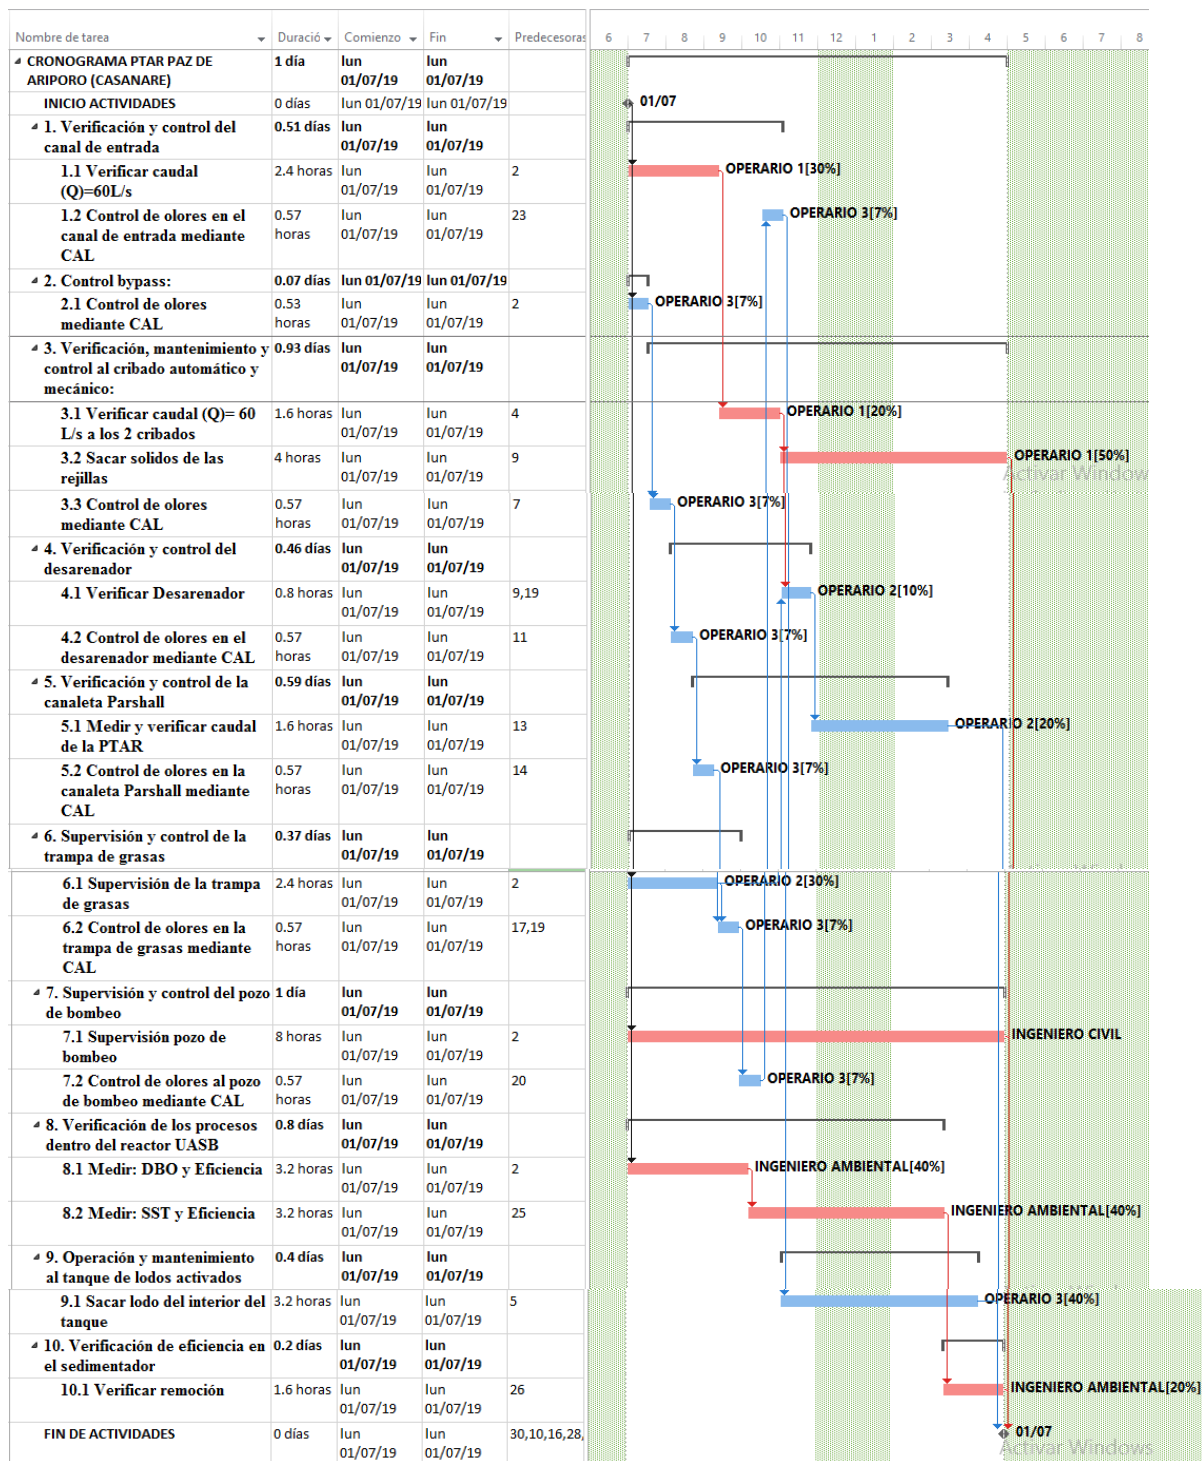 Nombre de tarea Duració Comienzo Fin Predecesoras 6 7 8 9 10 11 12 1 2 3 4 5 6 7 8
CRONOGRAMA PTAR PAZ DE 1 día lun lun
ARIPORO (CASANARE) 01/07/19 01/07/19
INICIO ACTIVIDADES 0 días lun 01/07/19 lun 01/07/19 01/07
1. Verificación y control del 0.51 días lun lun
canal de entrada 01/07/19 01/07/19
1.1 Verificar caudal 2.4 horas lun lun 2 OPERARIO 1[30%]
(Q)=60L/s 01/07/19 01/07/19
1.2 Control de olores en el 0.57 lun lun 23 OPERARIO 3[7%]
canal de entrada mediante horas 01/07/19 01/07/19
CAL
2. Control bypass: 0.07 días lun 01/07/19 lun 01/07/19
2.1 Control de olores 0.53 lun lun 2 OPERARIO 3[7%]
mediante CAL horas 01/07/19 01/07/19
3. Verificación, mantenimiento y 0.93 días lun lun
control al cribado automático y 01/07/19 01/07/19
mecánico:
3.1 Verificar caudal (Q)= 60 1.6 horas lun lun 4 OPERARIO 1[20%]
L/s a los 2 cribados 01/07/19 01/07/19
3.2 Sacar solidos de las 4 horas lun lun 9 OPERARIO 1[50%]
rejillas 01/07/19 01/07/19 Activar Window
3.3 Control de olores 0.57 lun lun 7 OPERARIO 3[7%]
mediante CAL horas 01/07/19 01/07/19
4. Verificación y control del 0.46 días lun lun
desarenador 01/07/19 01/07/19
4.1 Verificar Desarenador 0.8 horas lun lun 9,19 OPERARIO 2[10%]
01/07/19 01/07/19
4.2 Control de olores en el 0.57 lun lun 11 OPERARIO 3[7%]
desarenador mediante CAL horas 01/07/19 01/07/19
5. Verificación y control de la 0.59 días lun lun
canaleta Parshall 01/07/19 01/07/19
5.1 Medir y verificar caudal 1.6 horas lun lun 13 OPERARIO 2[20%]
de la PTAR 01/07/19 01/07/19
5.2 Control de olores en la 0.57 lun lun 14 OPERARIO 3[7%]
canaleta Parshall mediante horas 01/07/19 01/07/19
CAL
6. Supervisión y control de la 0.37 días lun lun
trampa de grasas 01/07/19 01/07/19
6.1 Supervisión de la trampa 2.4 horas lun lun 2 OPERARIO 2[30%]
de grasas 01/07/19 01/07/19
6.2 Control de olores en la 0.57 lun lun 17,19 OPERARIO 3[7%]
trampa de grasas mediante horas 01/07/19 01/07/19
CAL
7. Supervisión y control del pozo 1 día lun lun
de bombeo 01/07/19 01/07/19
7.1 Supervisión pozo de 8 horas lun lun 2 INGENIERO CIVIL
bombeo 01/07/19 01/07/19
7.2 Control de olores al pozo 0.57 lun lun 20 OPERARIO 3[7%]
de bombeo mediante CAL horas 01/07/19 01/07/19
8. Verificación de los procesos 0.8 días lun lun
dentro del reactor UASB 01/07/19 01/07/19
8.1 Medir: DBO y Eficiencia 3.2 horas lun lun 2 INGENIERO AMBIENTAL[40%]
01/07/19 01/07/19
8.2 Medir: SST y Eficiencia 3.2 horas lun lun 25 INGENIERO AMBIENTAL[40%]
01/07/19 01/07/19
9. Operación y mantenimiento 0.4 días lun lun
al tanque de lodos activados 01/07/19 01/07/19
9.1 Sacar lodo del interior del 3.2 horas lun lun 5 OPERARIO 3[40%]
tanque 01/07/19 01/07/19
10. Verificación de eficiencia en 0.2 días lun lun
el sedimentador 01/07/19 01/07/19
10.1 Verificar remoción 1.6 horas lun lun 26 INGENIERO AMBIENTAL[20%]
01/07/19 01/07/19
FIN DE ACTIVIDADES 0 días lun lun 30,10,16,28, 01/07
01/07/19 01/07/19 Activar Windows